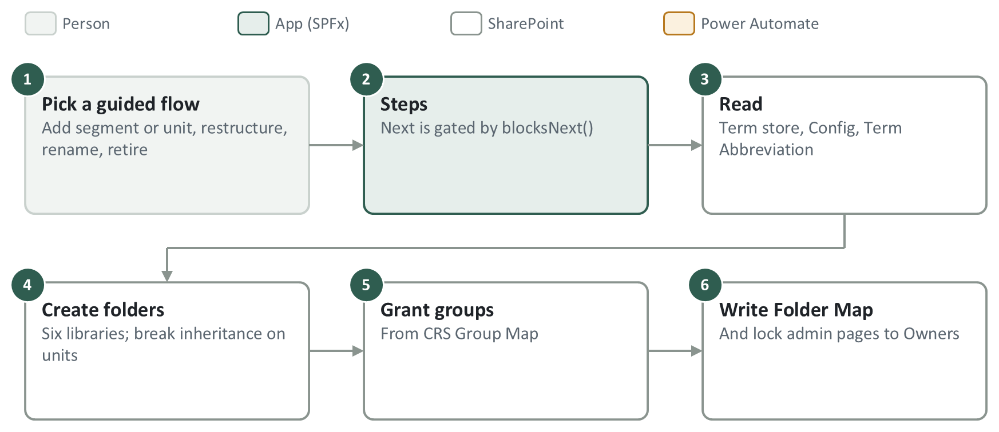 Person
App (SPFx)
SharePoint
Power Automate
1
Pick a guided flow
Add segment or unit, restructure,
rename, retire
2
Steps
Next is gated by blocksNext()
3
Read
Term store, Config, Term
Abbreviation
4
Create folders
Six libraries; break inheritance on
units
5
Grant groups
From CRS Group Map
6
Write Folder Map
And lock admin pages to Owners